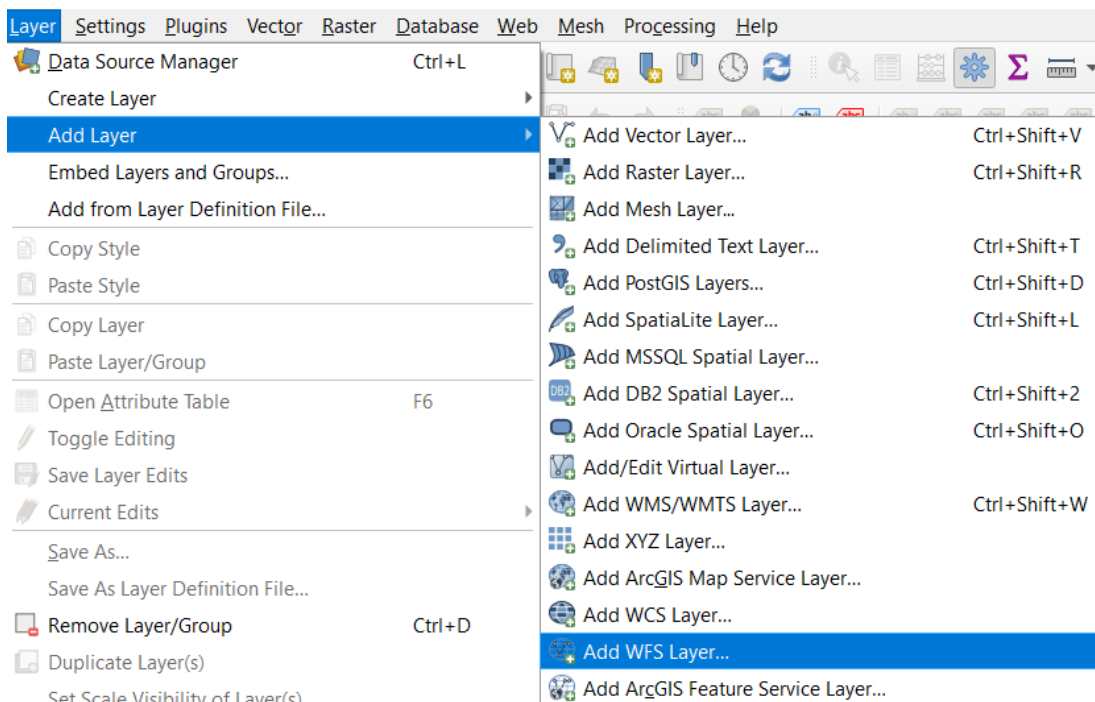 Layer Settings Plugins Vector Raster Database Web Mesh Processing Help
Data Source Manager Ctrl+L
Create Layer
Add Layer
Embed Layers and Groups...
Add from Layer Definition File...
Copy Style
Paste Style
Copy Layer
Paste Layer/Group
Open Attribute Table F6
Toggle Editing
Save Layer Edits
Current Edits
Save As...
Save As Layer Definition File...
Remove Layer/Group Ctrl+D
Duplicate Layer(s)
Set Scale Visibility of Layer(s)
Add Vector Layer... Ctrl+Shift+V
Add Raster Layer... Ctrl+Shift+R
Add Mesh Layer...
Add Delimited Text Layer... Ctrl+Shift+T
Add PostGIS Layers... Ctrl+Shift+D
Add SpatiaLite Layer... Ctrl+Shift+L
Add MSSQL Spatial Layer...
DB2 Add DB2 Spatial Layer... Ctrl+Shift+2
Add Oracle Spatial Layer... Ctrl+Shift+O
Add/Edit Virtual Layer...
Add WMS/WMTS Layer... Ctrl+Shift+W
Add XYZ Layer...
Add ArcGIS Map Service Layer...
Add WCS Layer...
Add WFS Layer...
Add ArcGIS Feature Service Layer...